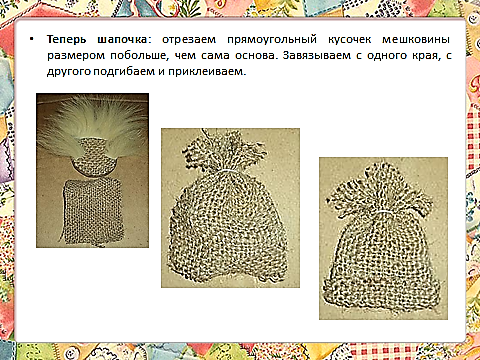 • Теперь шапочка: отрезаем прямоугольный кусочек мешковины
размером побольше, чем сама основа. Завязываем с одного края, с
другого подгибаем и приклеиваем.